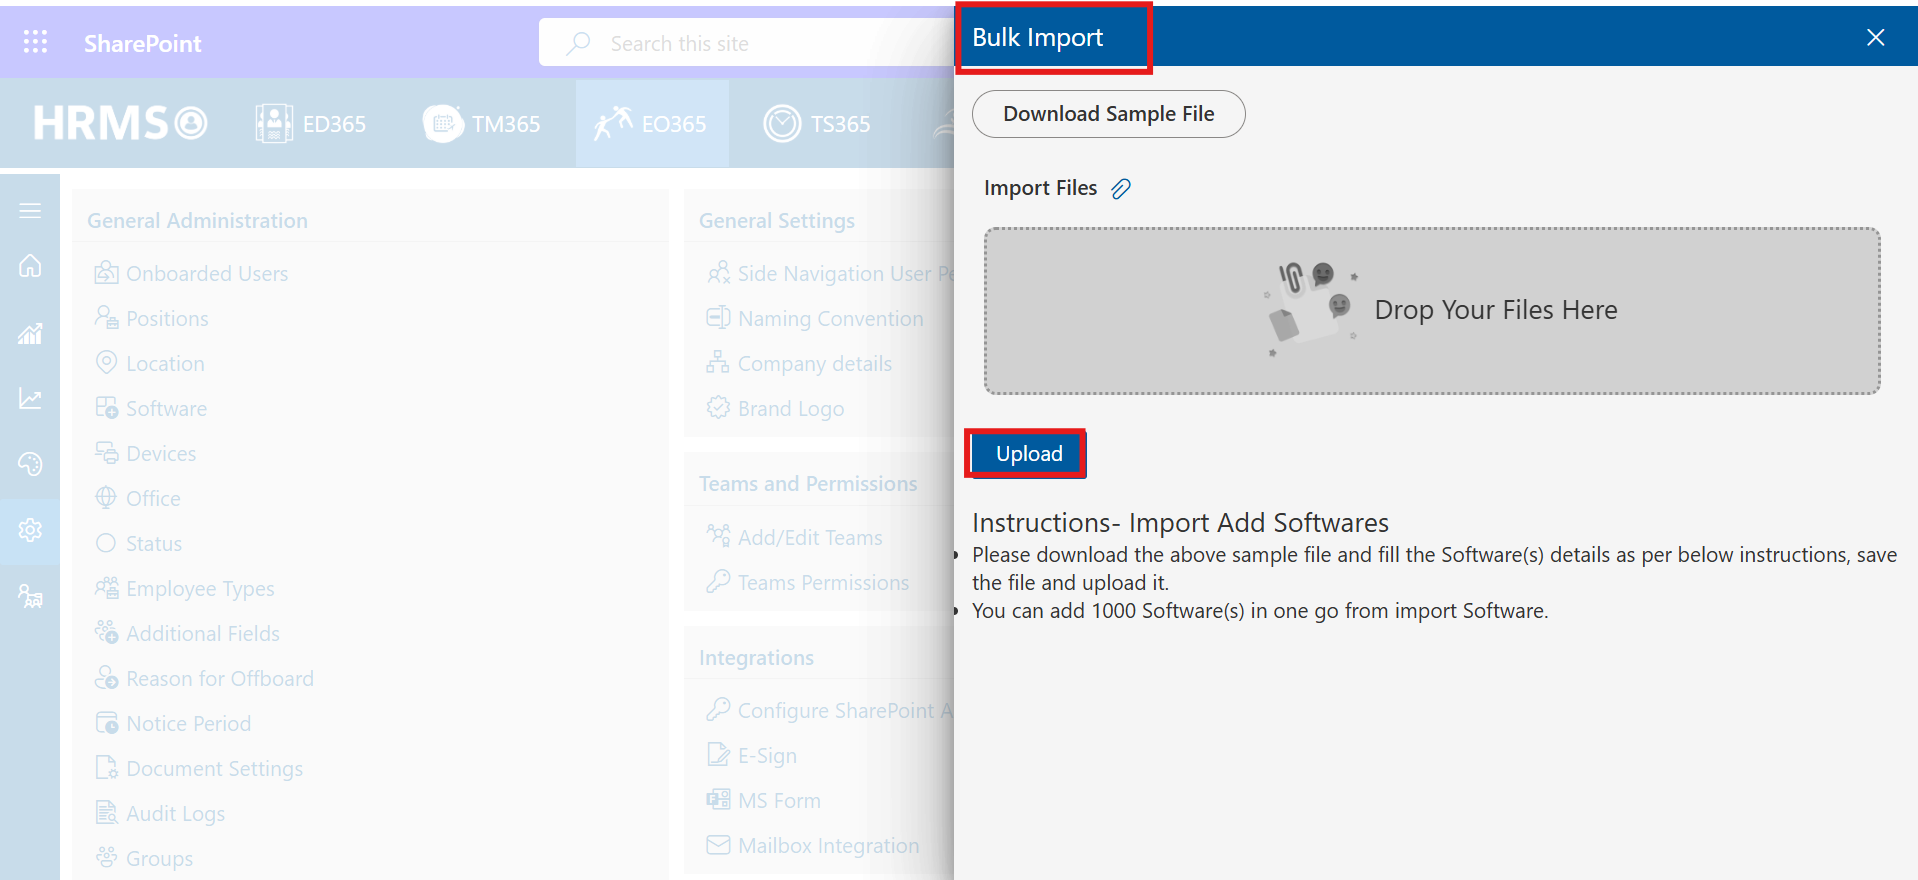 SharePoint
Search this site
HRMS
ED365
TM365
EO365
TS365
General Administration
Onboarded Users
Positions
Location
Software
Devices
Office
Status
Employee Types
Additional Fields
Reason for Offboard
Notice Period
Document Settings
Audit Logs
Groups
General Settings
Side Navigation User Pe
Naming Convention
Company details
Brand Logo
Teams and Permissions
Add/Edit Teams
Teams Permissions
Integrations
Configure SharePoint A
E-Sign
MS Form
Mailbox Integration
Bulk Import
Download Sample File
Import Files
Drop Your Files Here
Upload
Instructions- Import Add Softwares
Please download the above sample file and fill the Software(s) details as per below instructions, save
the file and upload it.
You can add 1000 Software(s) in one go from import Software.